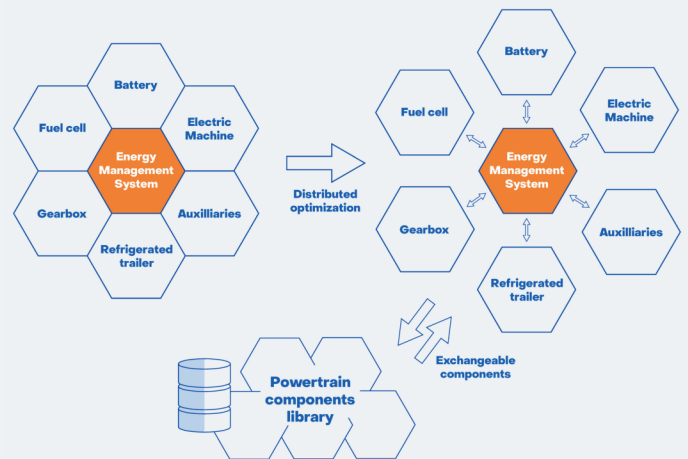 Battery
Fuel cell
Electric
Machine
Energy
Management
System
Gearbox
Auxilliaries
Refrigerated
trailer
Distributed
optimization
Battery
Fuel cell
Electric
Machine
Energy
Management
System
Gearbox
Auxilliaries
Refrigerated
trailer
Exchangeable
components
Powertrain
components
library